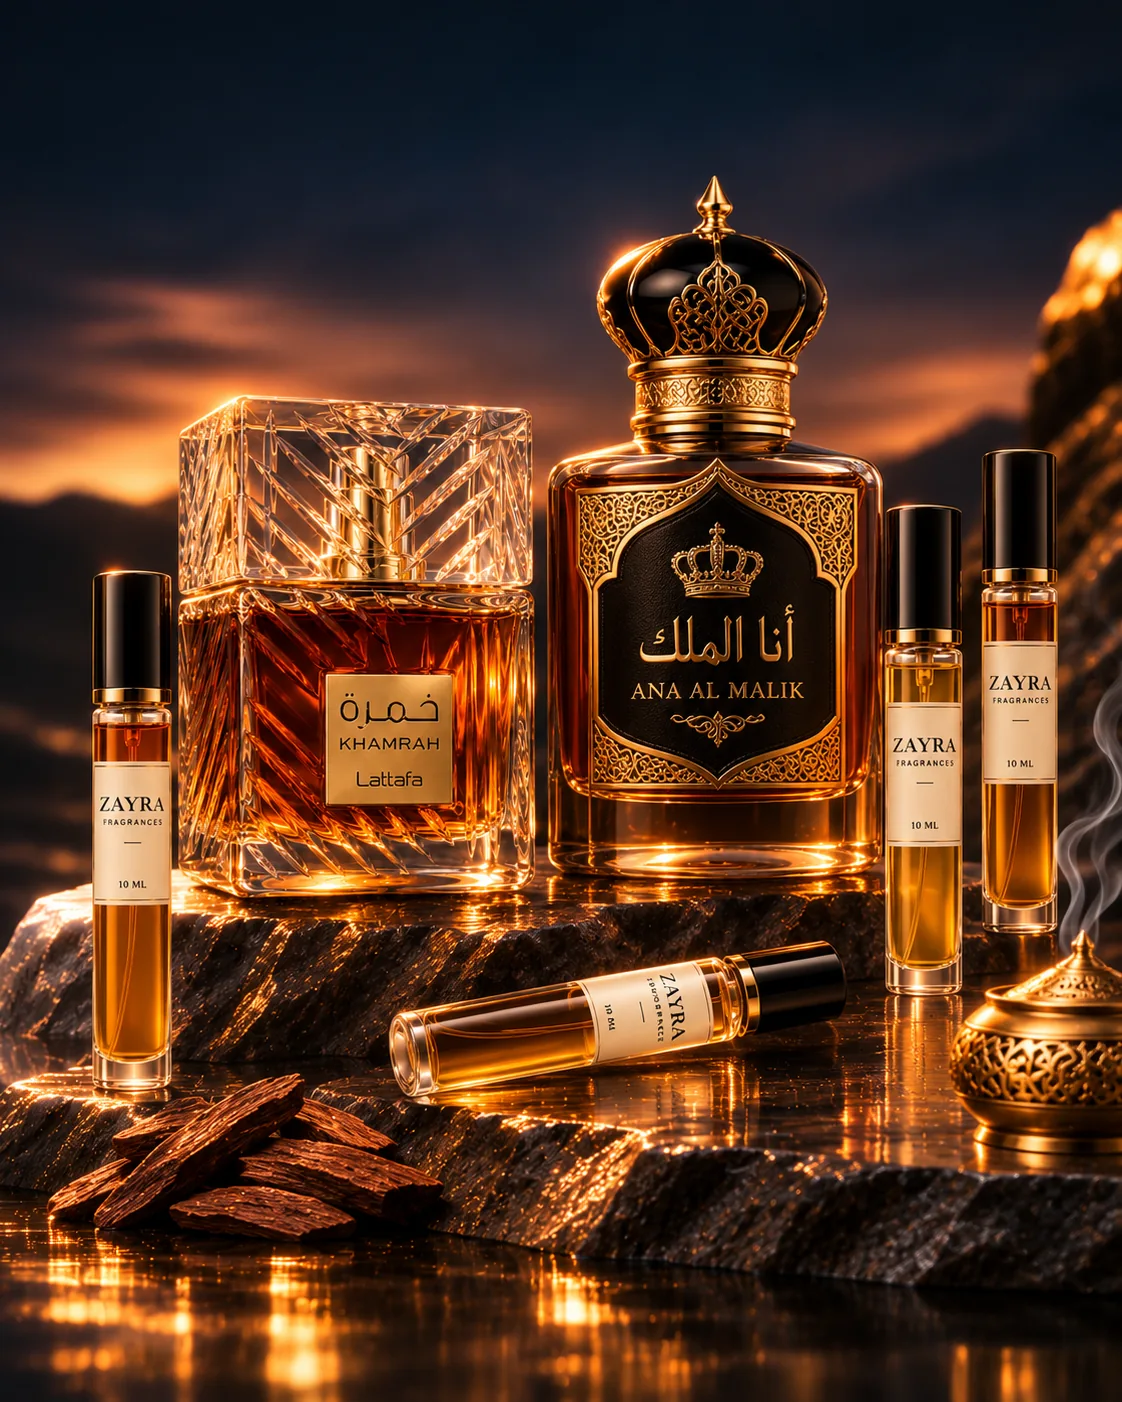 خمرة
KHAMRAH
Lattafa
أنا الملك
ANA AL MALIK
ZAYRA
FRAGRANCES
10 ML
ZAYRA
FRAGRANCES
10 ML
ZAYRA
FRAGRANCES
10 ML
ZAYRA
10 ML